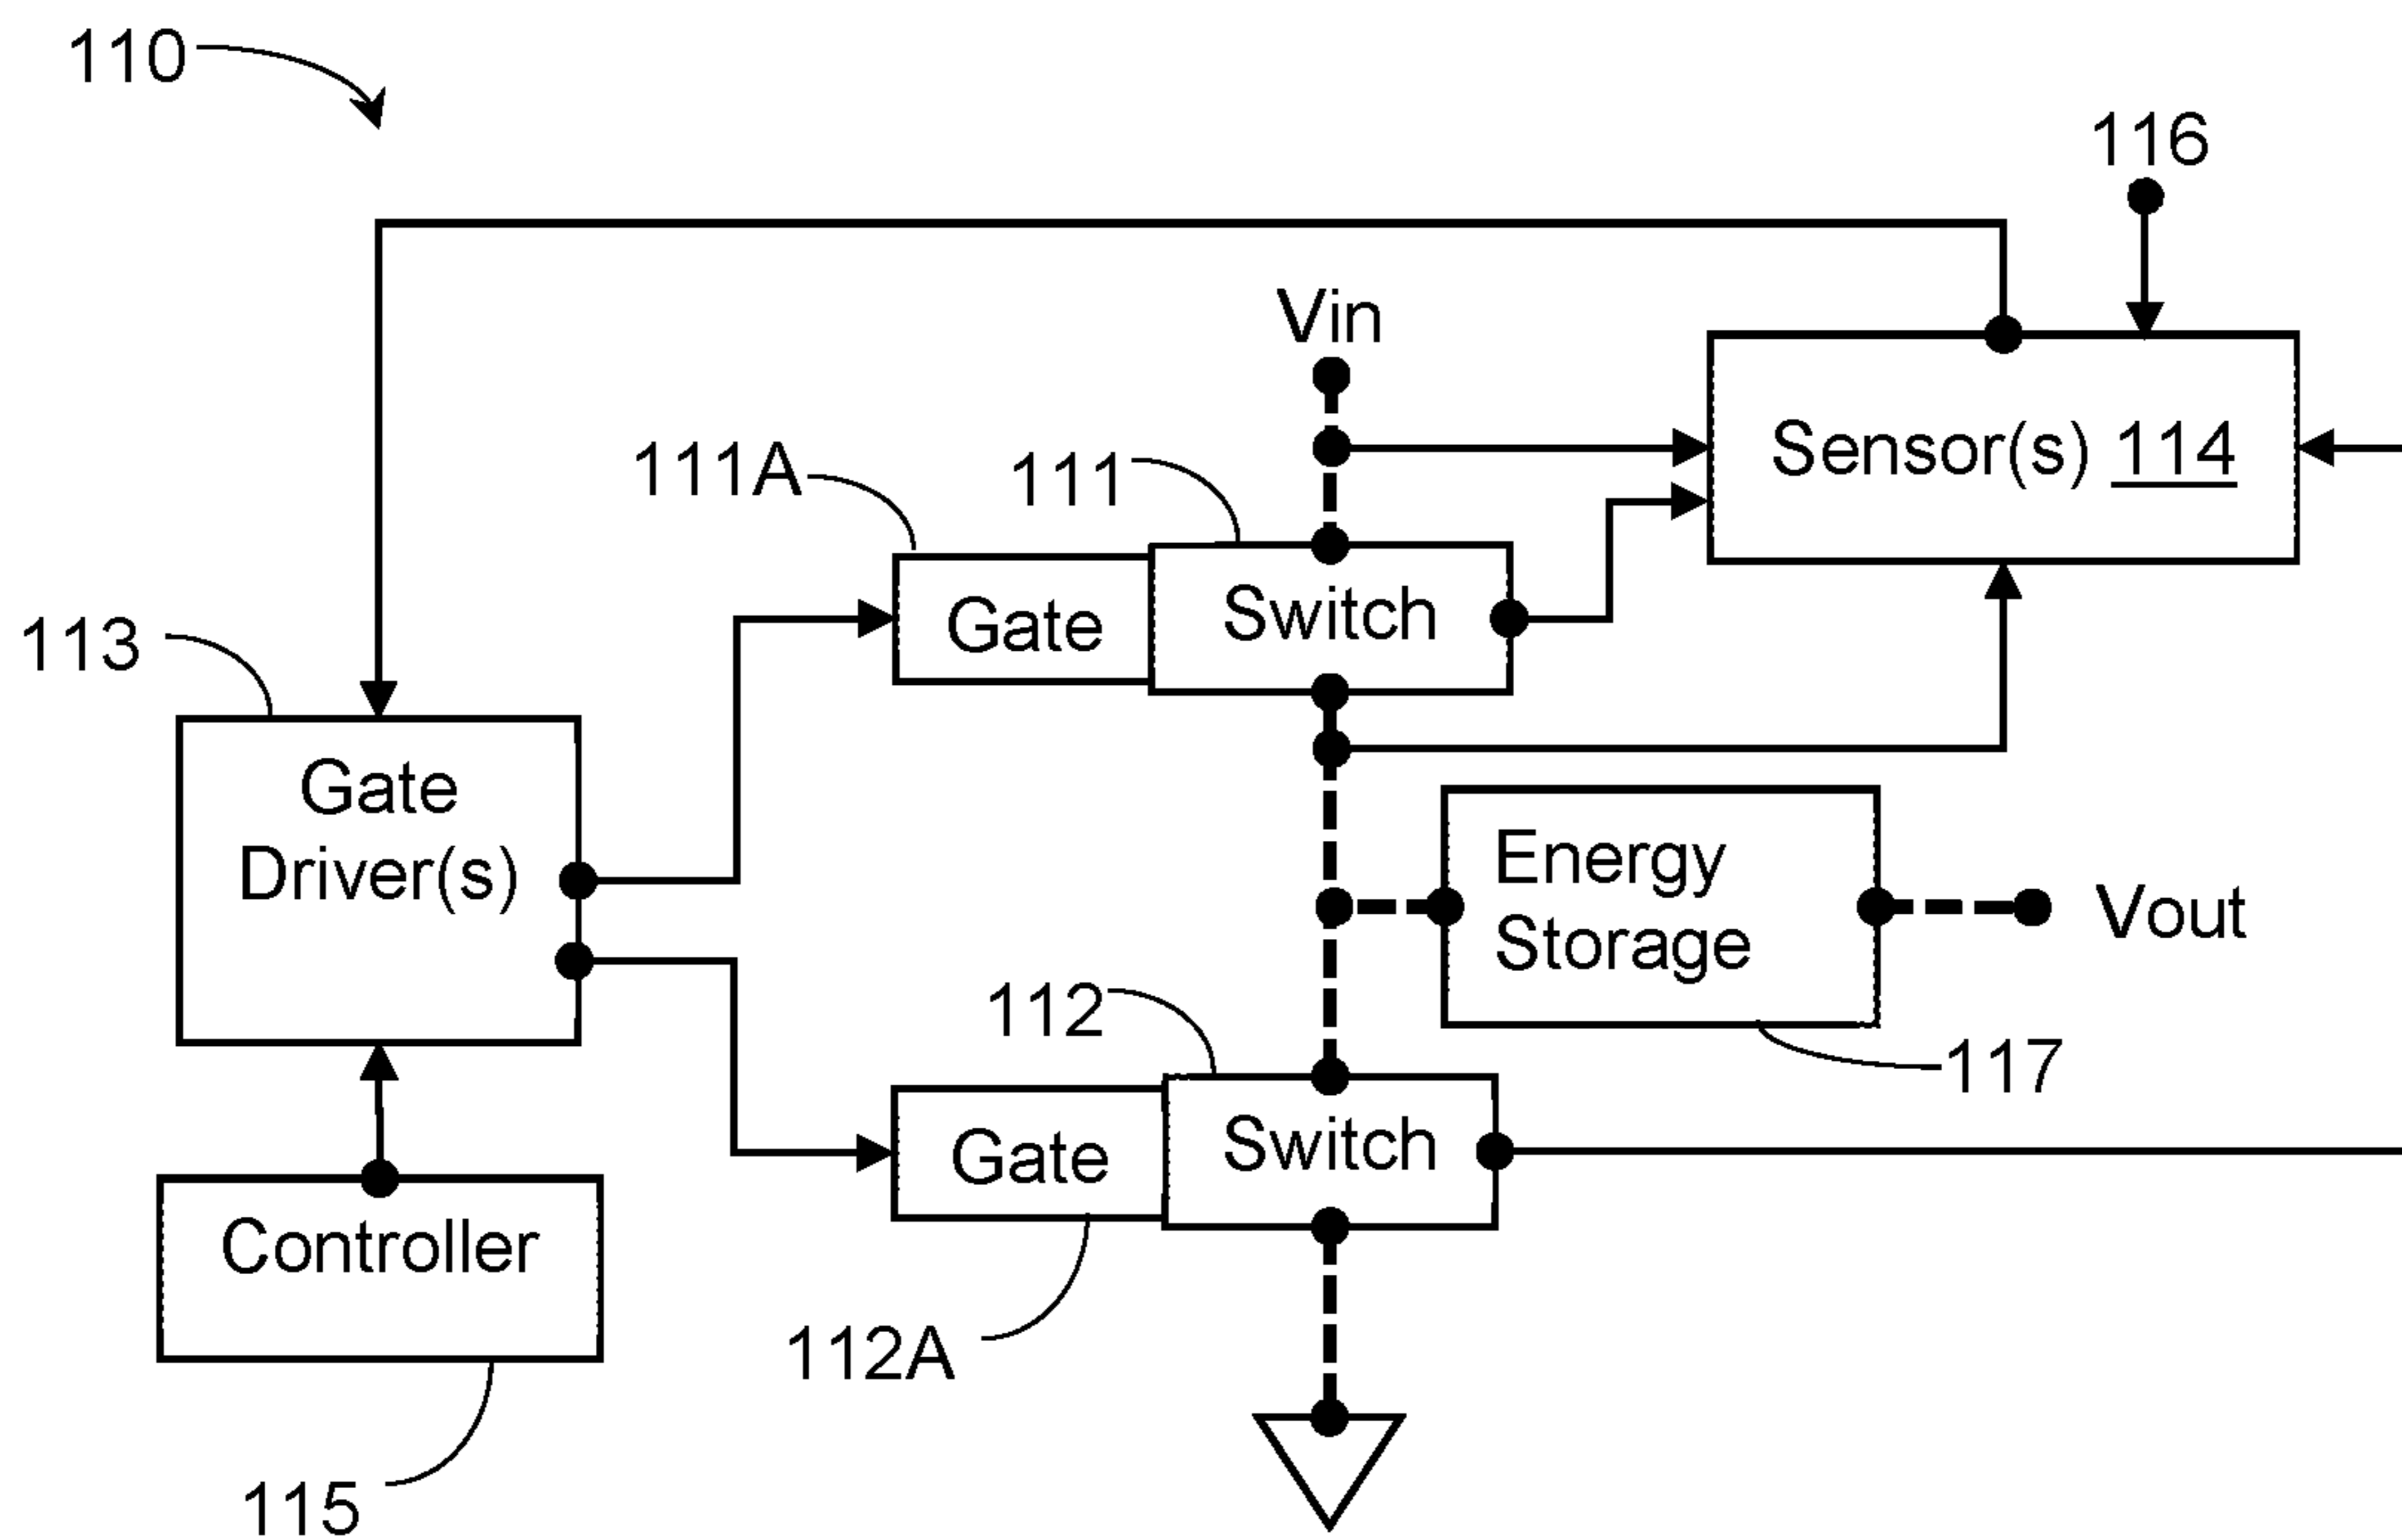 110
116
Vin
111A
111
Sensor(s) 114
Gate
Switch
113
Gate
Driver(s)
Energy
Storage
Vout
112
117
Gate
Switch
Controller
112A
115